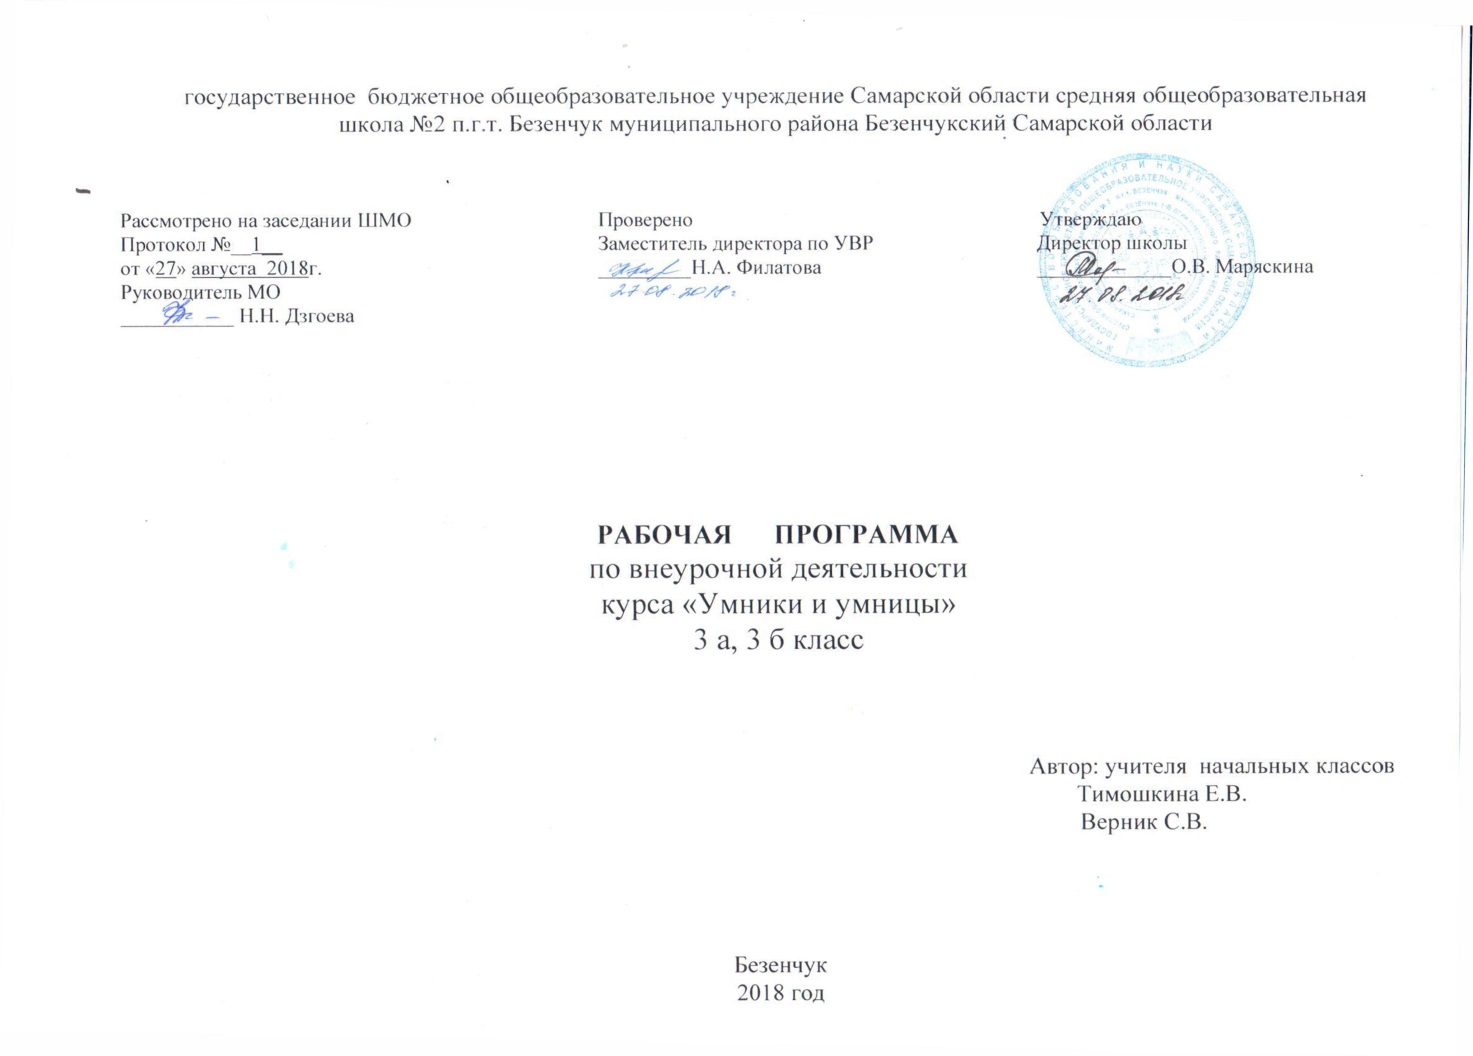 государственное бюджетное общеобразовательное учреждение Самарской области средняя общеобразовательная
школа №2 п.г.т. Безенчук муниципального района Безенчукский Самарской области
Рассмотрено на заседании ШМО
Протокол №__1__
от «27» августа 2018г.
Руководитель МО
____________ Н.Н. Дзгоева
Проверено
Заместитель директора по УВР
__________Н.А. Филатова
27.08.2018г.
Утверждаю
Директор школы
______________О.В. Маряскина
27.08.2018
РАБОЧАЯ ПРОГРАММА
по внеурочной деятельности
курса «Умники и умницы»
3 а, 3 б класс
Автор: учителя начальных классов
Тимошкина Е.В.
Верник С.В.
Безенчук
2018 год